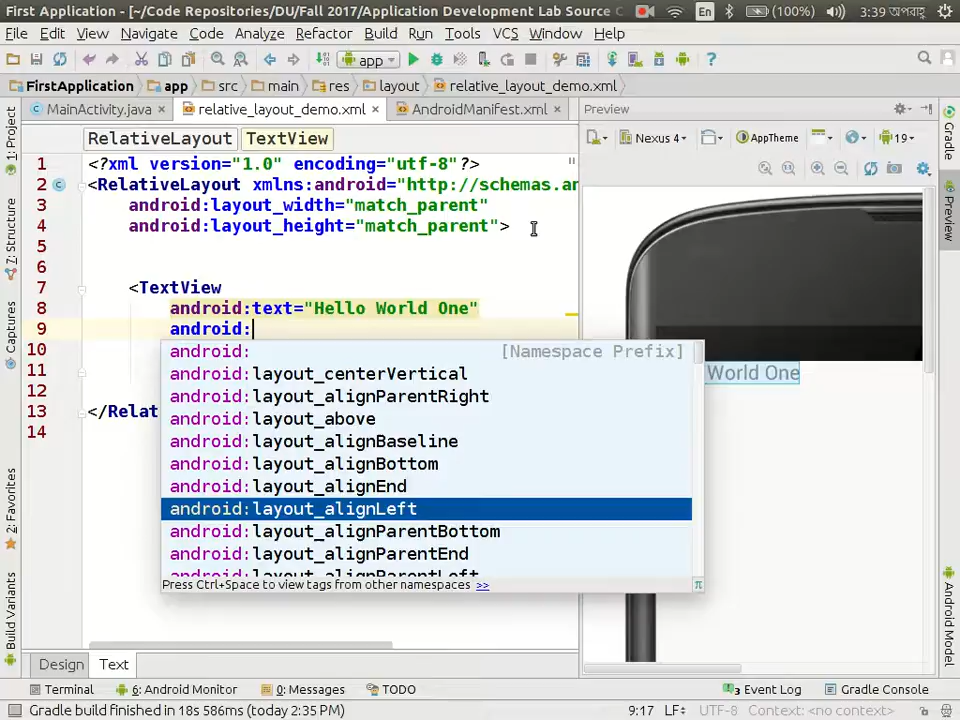 First Application - [~/Code Repositories/DU/Fall 2017/Application Development Lab Source C
En
(100%)
3:39 অপরাহ্ণ
File Edit View Navigate Code Analyze Refactor Build Run Tools VCS Window Help
app
FirstApplication app src main res layout relative_layout_demo.xml
MainActivity.java
relative_layout_demo.xml
AndroidManifest.xml
Preview
RelativeLayout TextView
Nexus 4 AppTheme 19
1 <?xml version="1.0" encoding="utf-8"?>
2 <RelativeLayout xmlns:android="http://schemas.an
3 android:layout_width="match_parent"
4 android:layout_height="match_parent">
5
6
7 <TextView
8 android:text="Hello World One"
9 android:
10
11
12
13 </Relat
14
android: [Namespace Prefix]
android:layout_centerVertical
android:layout_alignParentRight
android:layout_above
android:layout_alignBaseline
android:layout_alignBottom
android:layout_alignEnd
android:layout_alignLeft
android:layout_alignParentBottom
android:layout_alignParentEnd
android:layout_alignParentLeft
Press Ctrl+Space to view tags from other namespaces >>
π
World One
1: Project
7: Structure
Captures
2: Favorites
Build Variants
Gradle
Preview
Android Model
Design Text
Terminal 6: Android Monitor 0: Messages TODO 3 Event Log Gradle Console
Gradle build finished in 18s 586ms (today 2:35 PM) 9:17 LF UTF-8 Context: <no context>